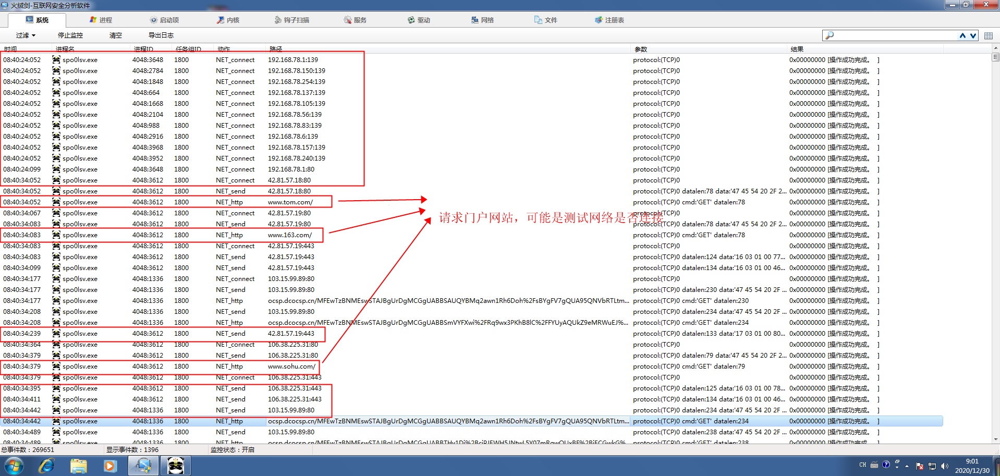 火绒剑-互联网安全分析软件
系统 进程 启动项 内核 钩子扫描 服务 驱动 网络 文件 注册表
过滤 停止监控 清空 导出日志
时间 进程名 进程ID 任务组ID 动作 路径 参数 结果
08:40:24:052 spo0lsv.exe 4048:3648 1800 NET_connect 192.168.78.1:139 protocol:(TCP)0 0x00000000 [操作成功完成。 ]
08:40:24:052 spo0lsv.exe 4048:2784 1800 NET_connect 192.168.78.150:139 protocol:(TCP)0 0x00000000 [操作成功完成。 ]
08:40:24:052 spo0lsv.exe 4048:1848 1800 NET_connect 192.168.78.254:139 protocol:(TCP)0 0x00000000 [操作成功完成。 ]
08:40:24:052 spo0lsv.exe 4048:664 1800 NET_connect 192.168.78.137:139 protocol:(TCP)0 0x00000000 [操作成功完成。 ]
08:40:24:052 spo0lsv.exe 4048:1668 1800 NET_connect 192.168.78.105:139 protocol:(TCP)0 0x00000000 [操作成功完成。 ]
08:40:24:052 spo0lsv.exe 4048:2104 1800 NET_connect 192.168.78.56:139 protocol:(TCP)0 0x00000000 [操作成功完成。 ]
08:40:24:052 spo0lsv.exe 4048:988 1800 NET_connect 192.168.78.83:139 protocol:(TCP)0 0x00000000 [操作成功完成。 ]
08:40:24:052 spo0lsv.exe 4048:2916 1800 NET_connect 192.168.78.6:139 protocol:(TCP)0 0x00000000 [操作成功完成。 ]
08:40:24:052 spo0lsv.exe 4048:3968 1800 NET_connect 192.168.78.157:139 protocol:(TCP)0 0x00000000 [操作成功完成。 ]
08:40:24:052 spo0lsv.exe 4048:3952 1800 NET_connect 192.168.78.240:139 protocol:(TCP)0 0x00000000 [操作成功完成。 ]
08:40:24:099 spo0lsv.exe 4048:3648 1800 NET_connect 192.168.78.1:80 protocol:(TCP)0 0x00000000 [操作成功完成。 ]
08:40:34:052 spo0lsv.exe 4048:3612 1800 NET_connect 42.81.57.18:80 protocol:(TCP)0 0x00000000 [操作成功完成。 ]
08:40:34:052 spo0lsv.exe 4048:3612 1800 NET_send 42.81.57.18:80 protocol:(TCP)0 datalen:78 data:'47 45 54 20 2F 2... 0x00000000 [操作成功完成。 ]
08:40:34:052 spo0lsv.exe 4048:3612 1800 NET_http www.tom.com/ protocol:(TCP)0 cmd:'GET' datalen:78 0x00000000 [操作成功完成。 ]
08:40:34:067 spo0lsv.exe 4048:3612 1800 NET_connect 42.81.57.19:80 protocol:(TCP)0 0x00000000 [操作成功完成。 ]
请求门户网站，可能是测试网络是否连接
08:40:34:083 spo0lsv.exe 4048:3612 1800 NET_send 42.81.57.19:80 protocol:(TCP)0 datalen:78 data:'47 45 54 20 2F 2... 0x00000000 [操作成功完成。 ]
08:40:34:083 spo0lsv.exe 4048:3612 1800 NET_http www.163.com/ protocol:(TCP)0 cmd:'GET' datalen:78 0x00000000 [操作成功完成。 ]
08:40:34:083 spo0lsv.exe 4048:3612 1800 NET_connect 42.81.57.19:443 protocol:(TCP)0 0x00000000 [操作成功完成。 ]
08:40:34:083 spo0lsv.exe 4048:3612 1800 NET_send 42.81.57.19:443 protocol:(TCP)0 datalen:124 data:'16 03 01 00 77... 0x00000000 [操作成功完成。 ]
08:40:34:099 spo0lsv.exe 4048:3612 1800 NET_send 42.81.57.19:443 protocol:(TCP)0 datalen:134 data:'16 03 01 00 46... 0x00000000 [操作成功完成。 ]
08:40:34:177 spo0lsv.exe 4048:1336 1800 NET_connect 103.15.99.89:80 protocol:(TCP)0 0x00000000 [操作成功完成。 ]
08:40:34:177 spo0lsv.exe 4048:1336 1800 NET_send 103.15.99.89:80 protocol:(TCP)0 datalen:230 data:'47 45 54 20 2F ... 0x00000000 [操作成功完成。 ]
08:40:34:177 spo0lsv.exe 4048:1336 1800 NET_http ocsp.dcocsp.cn/MFEwTzBNMEswSTAJBgUrDgMCGgUABBSAUQYBMq2awn1Rh6Doh%2FsBYgFV7gQUA95QNVbRTLtm... protocol:(TCP)0 cmd:'GET' datalen:230 0x00000000 [操作成功完成。 ]
08:40:34:208 spo0lsv.exe 4048:1336 1800 NET_send 103.15.99.89:80 protocol:(TCP)0 datalen:234 data:'47 45 54 20 2F ... 0x00000000 [操作成功完成。 ]
08:40:34:208 spo0lsv.exe 4048:1336 1800 NET_http ocsp.dcocsp.cn/MFEwTzBNMEswSTAJBgUrDgMCGgUABBSmVYFXwi%2FRq9wx3PKhB8lC%2FFYUyAQUkZ9eMRWuEJ%... protocol:(TCP)0 cmd:'GET' datalen:234 0x00000000 [操作成功完成。 ]
08:40:34:239 spo0lsv.exe 4048:3612 1800 NET_send 42.81.57.19:443 protocol:(TCP)0 datalen:133 data:'17 03 01 00 80... 0x00000000 [操作成功完成。 ]
08:40:34:364 spo0lsv.exe 4048:3612 1800 NET_connect 106.38.225.31:80 protocol:(TCP)0 0x00000000 [操作成功完成。 ]
08:40:34:379 spo0lsv.exe 4048:3612 1800 NET_send 106.38.225.31:80 protocol:(TCP)0 datalen:79 data:'47 45 54 20 2F 2... 0x00000000 [操作成功完成。 ]
08:40:34:379 spo0lsv.exe 4048:3612 1800 NET_http www.sohu.com/ protocol:(TCP)0 cmd:'GET' datalen:79 0x00000000 [操作成功完成。 ]
08:40:34:379 spo0lsv.exe 4048:3612 1800 NET_connect 106.38.225.31:443 protocol:(TCP)0 0x00000000 [操作成功完成。 ]
08:40:34:395 spo0lsv.exe 4048:3612 1800 NET_send 106.38.225.31:443 protocol:(TCP)0 datalen:125 data:'16 03 01 00 78... 0x00000000 [操作成功完成。 ]
08:40:34:411 spo0lsv.exe 4048:3612 1800 NET_send 106.38.225.31:443 protocol:(TCP)0 datalen:134 data:'16 03 01 00 46... 0x00000000 [操作成功完成。 ]
08:40:34:442 spo0lsv.exe 4048:1336 1800 NET_send 103.15.99.89:80 protocol:(TCP)0 datalen:234 data:'47 45 54 20 2F ... 0x00000000 [操作成功完成。 ]
08:40:34:442 spo0lsv.exe 4048:1336 1800 NET_http ocsp.dcocsp.cn/MFEwTzBNMEswSTAJBgUrDgMCGgUABBSAUQYBMq2awn1Rh6Doh%2FsBYgFV7gQUA95QNVbRTLtm... protocol:(TCP)0 cmd:'GET' datalen:234 0x00000000 [操作成功完成。 ]
08:40:34:489 spo0lsv.exe 4048:1336 1800 NET_send 103.15.99.89:80 protocol:(TCP)0 datalen:238 data:'47 45 54 20 2F ... 0x00000000 [操作成功完成。 ]
08:40:34:489 spo0lsv.exe 4048:1336 1800 NET_http protocol:(TCP)0 cmd:'GET' datalen:238 0x00000000 [操作成功完成。 ]
总事件数：269651 显示事件数：1396 监控状态：开启
CH 9:01
2020/12/30